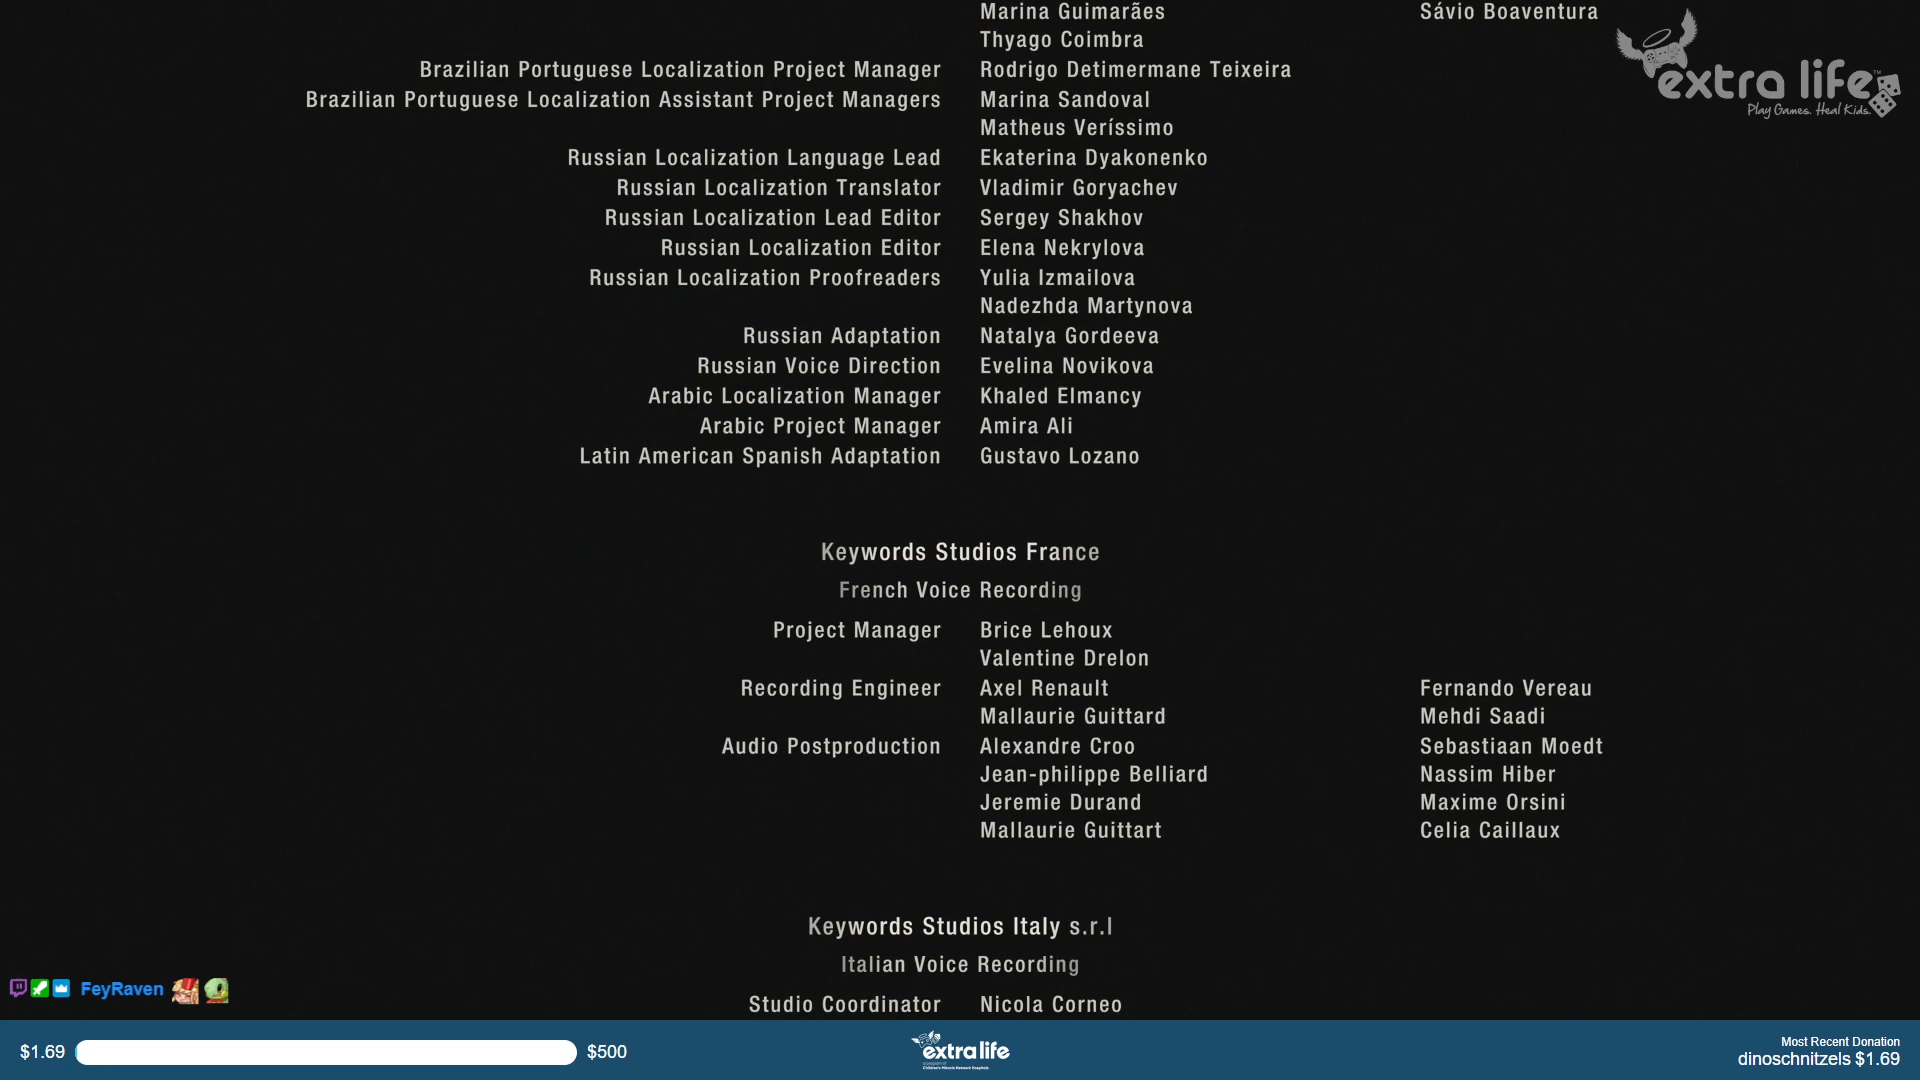 Marina Guimarães Sávio Boaventura
Thyago Coimbra
Brazilian Portuguese Localization Project Manager Rodrigo Detimermane Teixeira
Brazilian Portuguese Localization Assistant Project Managers Marina Sandoval
Matheus Veríssimo
Russian Localization Language Lead Ekaterina Dyakonenko
Russian Localization Translator Vladimir Goryachev
Russian Localization Lead Editor Sergey Shakhov
Russian Localization Editor Elena Nekrylova
Russian Localization Proofreaders Yulia Izmailova
Nadezhda Martynova
Russian Adaptation Natalya Gordeeva
Russian Voice Direction Evelina Novikova
Arabic Localization Manager Khaled Elmancy
Arabic Project Manager Amira Ali
Latin American Spanish Adaptation Gustavo Lozano
extra life™
Play Games. Heal Kids.
Keywords Studios France
French Voice Recording
Project Manager Brice Lehoux
Valentine Drelon
Recording Engineer Axel Renault Fernando Vereau
Mallaurie Guittard Mehdi Saadi
Audio Postproduction Alexandre Croo Sebastiaan Moedt
Jean-philippe Belliard Nassim Hiber
Jeremie Durand Maxime Orsini
Mallaurie Guittart Celia Caillaux
Keywords Studios Italy s.r.l
Italian Voice Recording
Studio Coordinator Nicola Corneo
FeyRaven
$1.69 $500
extra life
Children's Miracle Network Hospitals
Most Recent Donation
dinoschnitzels $1.69